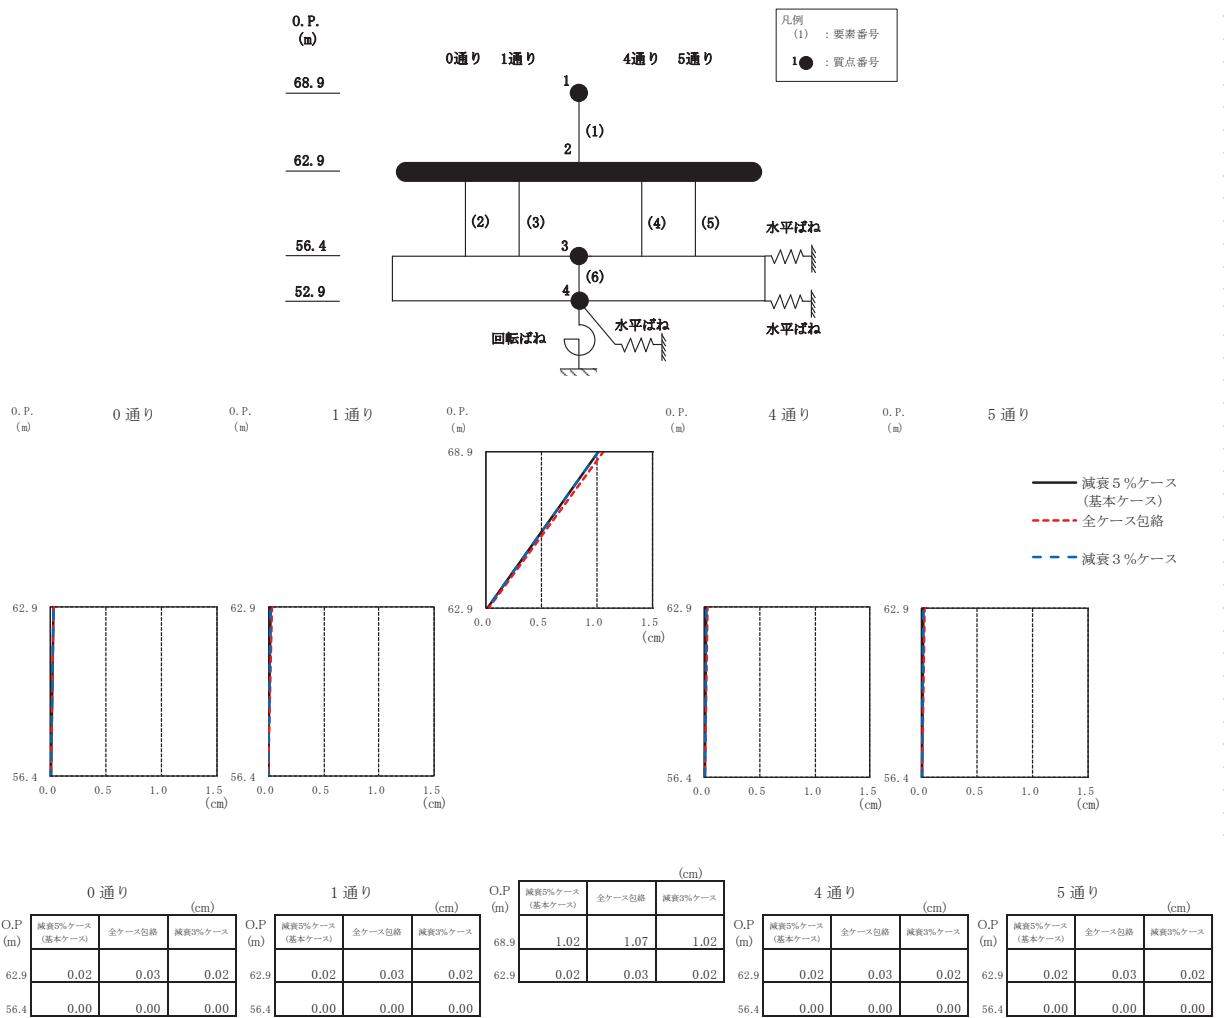 O.P.
(m)
68.9
62.9
56.4
52.9
0通り 1通り 4通り 5通り
凡例
(1) : 要素番号
1 : 質点番号
1
(1)
2
(2) (3) (4) (5)
3
(6)
4
水平ばね
水平ばね
水平ばね
回転ばね
O.P.
(m)
0通り
62.9
56.4
0.0 0.5 1.0 1.5
(cm)
O.P.
(m)
1通り
62.9
56.4
0.0 0.5 1.0 1.5
(cm)
O.P.
(m)
68.9
62.9
0.0 0.5 1.0 1.5
(cm)
O.P.
(m)
4通り
62.9
56.4
0.0 0.5 1.0 1.5
(cm)
O.P.
(m)
5通り
62.9
56.4
0.0 0.5 1.0 1.5
(cm)
減衰5%ケース
(基本ケース)
全ケース包絡
減衰3%ケース
0通り
(cm)
O.P
(m)
減衰5%ケース
(基本ケース)
全ケース包絡
減衰3%ケース
62.9 0.02 0.03 0.02
56.4 0.00 0.00 0.00
1通り
(cm)
O.P
(m)
減衰5%ケース
(基本ケース)
全ケース包絡
減衰3%ケース
62.9 0.02 0.03 0.02
56.4 0.00 0.00 0.00
(cm)
O.P
(m)
減衰5%ケース
(基本ケース)
全ケース包絡
減衰3%ケース
68.9 1.02 1.07 1.02
62.9 0.02 0.03 0.02
4通り
(cm)
O.P
(m)
減衰5%ケース
(基本ケース)
全ケース包絡
減衰3%ケース
62.9 0.02 0.03 0.02
56.4 0.00 0.00 0.00
5通り
(cm)
O.P
(m)
減衰5%ケース
(基本ケース)
全ケース包絡
減衰3%ケース
62.9 0.02 0.03 0.02
56.4 0.00 0.00 0.00